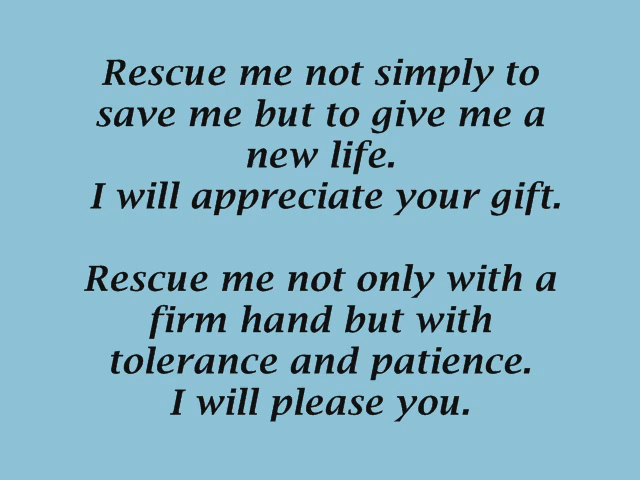 Rescue me not simply to
save me but to give me a
new life.
I will appreciate your gift.
Rescue me not only with a
firm hand but with
tolerance and patience.
I will please you.